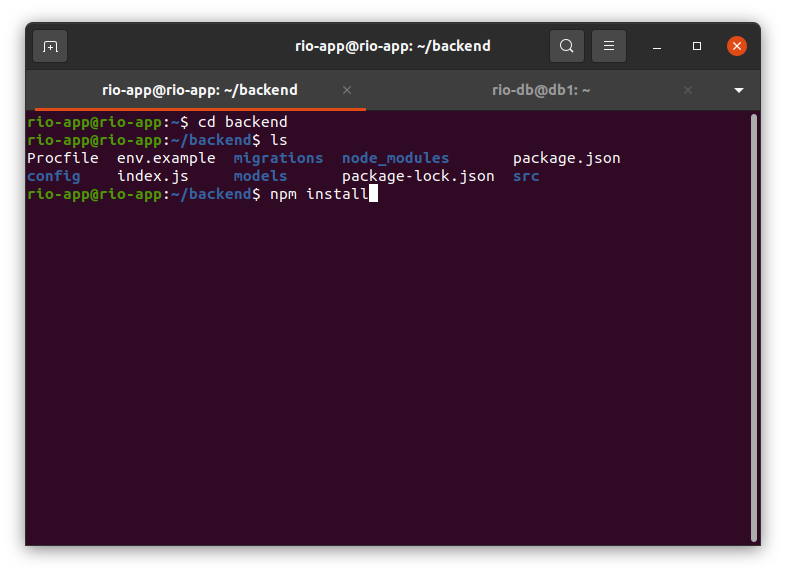 rio-app@rio-app: ~/backend
rio-app@rio-app: ~/backend rio-db@db1: ~
rio-app@rio-app:~$ cd backend
rio-app@rio-app:~/backend$ ls
Procfile env.example migrations node_modules package.json
config index.js models package-lock.json src
rio-app@rio-app:~/backend$ npm install